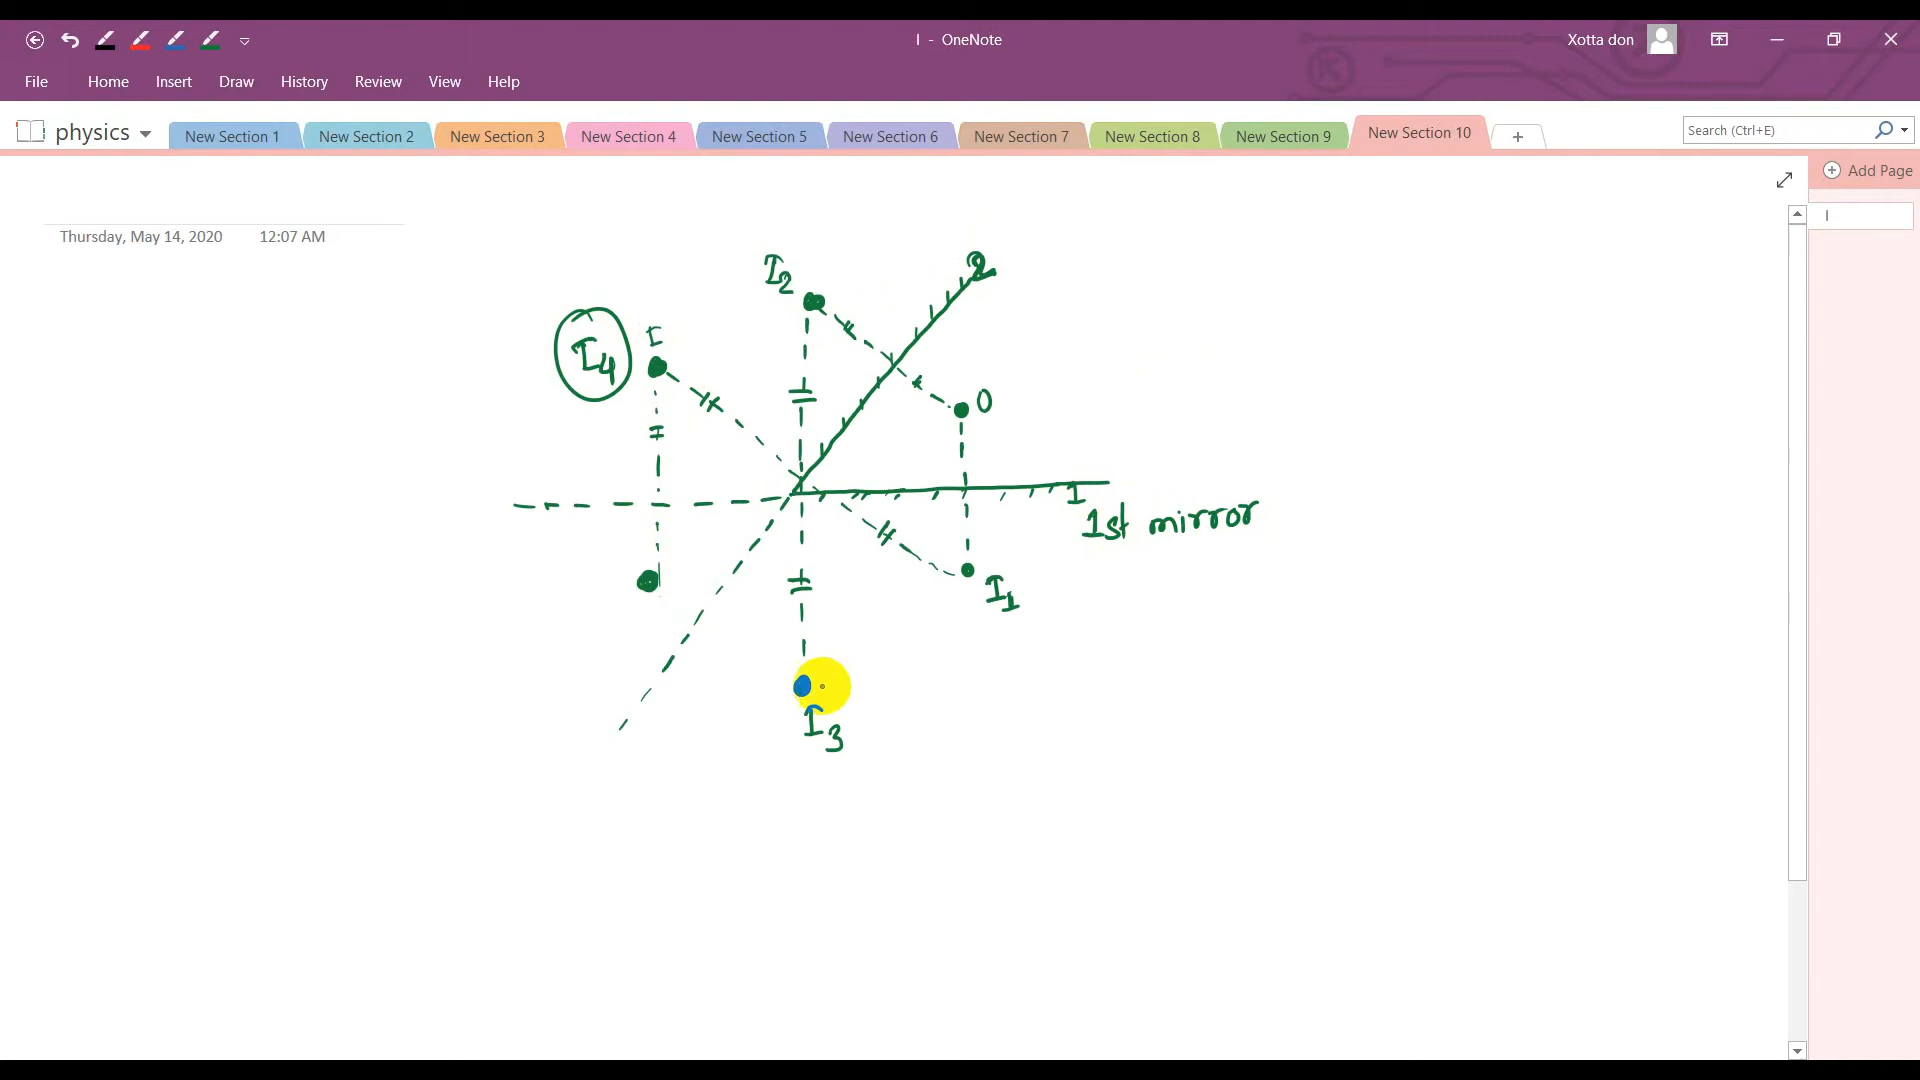 I - OneNote
Xotta don
File Home Insert Draw History Review View Help
physics
New Section 1 New Section 2 New Section 3 New Section 4 New Section 5 New Section 6 New Section 7 New Section 8 New Section 9 New Section 10 +
Search (Ctrl+E)
Add Page
I
Thursday, May 14, 2020 12:07 AM
I2
2
I
I4
O
1
1st mirror
I1
I3